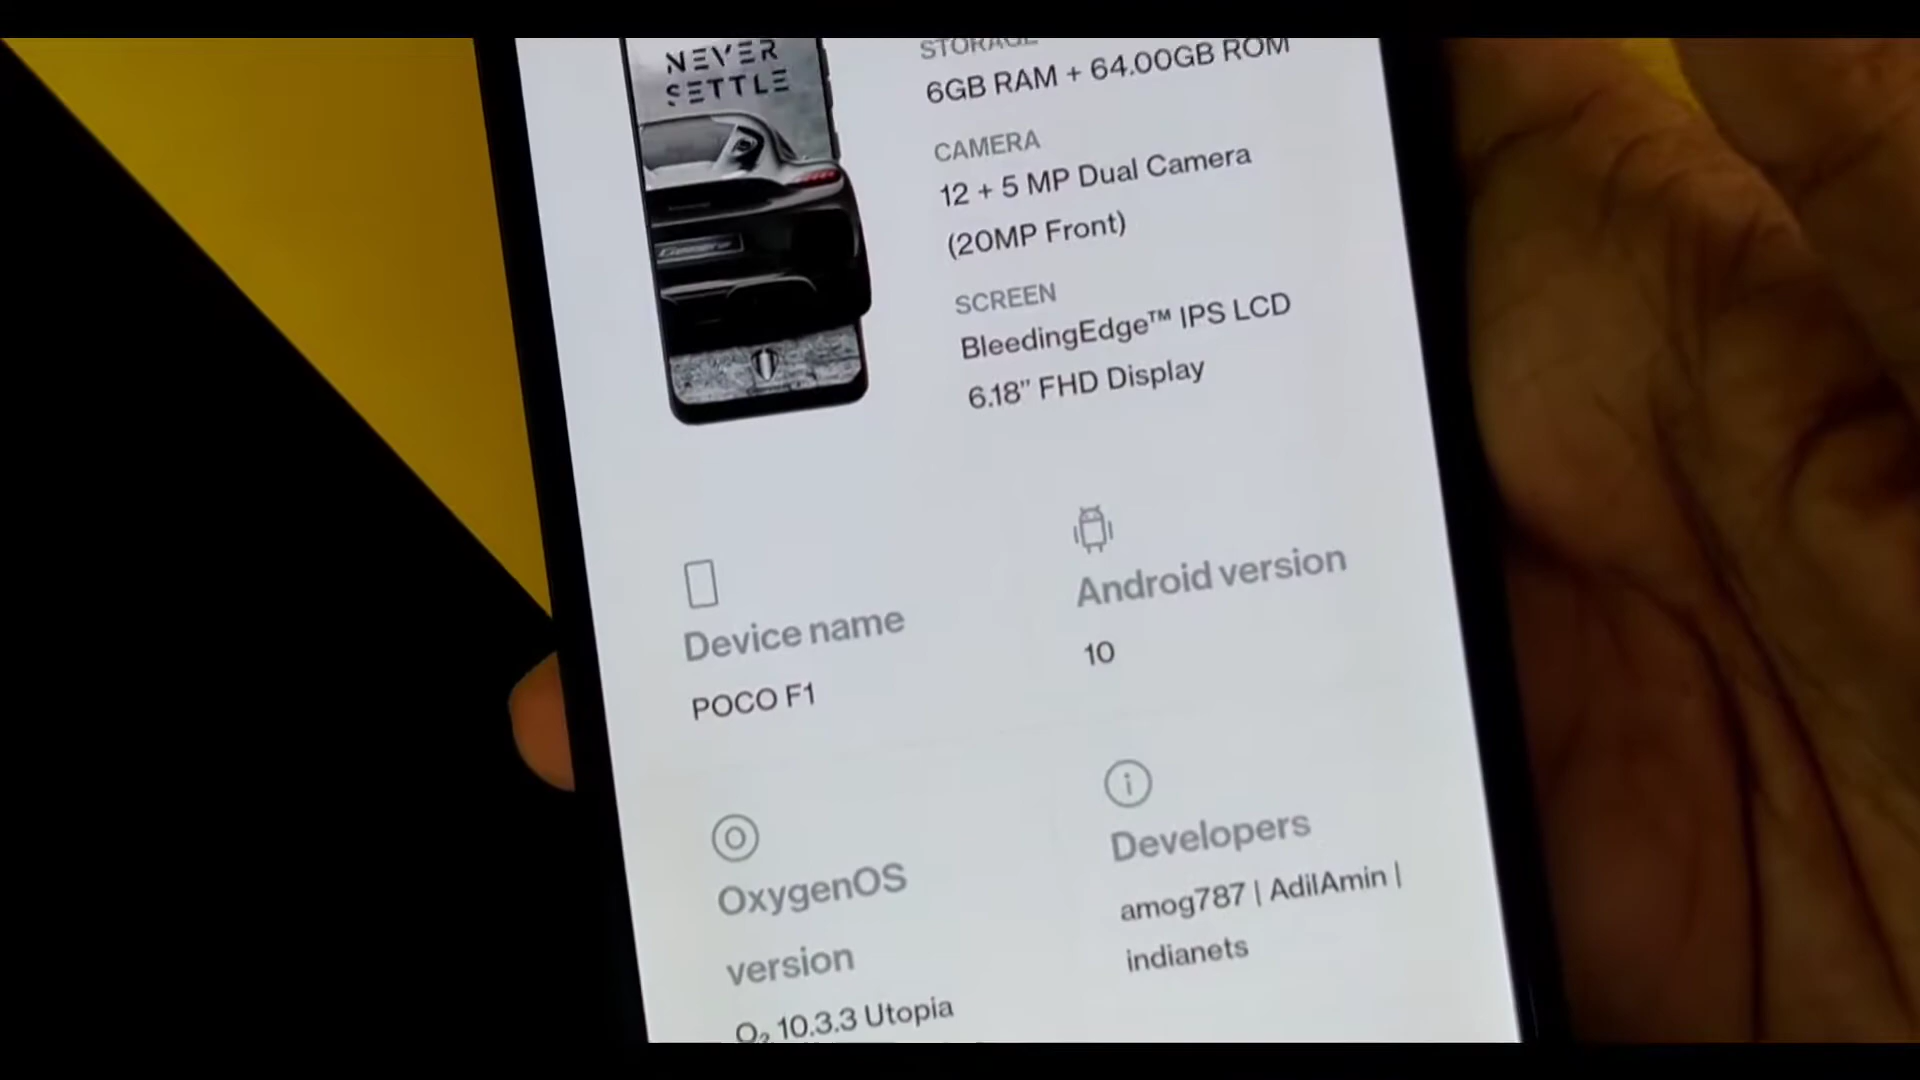 NEVER
SETTLE
STORAGE
6GB RAM + 64.00GB ROM
CAMERA
12 + 5 MP Dual Camera
(20MP Front)
SCREEN
BleedingEdge™ IPS LCD
6.18” FHD Display
Device name
POCO F1
Android version
10
OxygenOS
version
O₂ 10.3.3 Utopia
Developers
amog787 | AdilAmin |
indianets